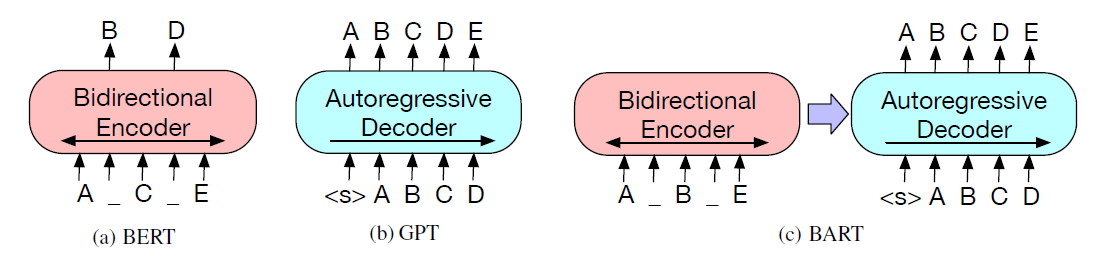 B D
Bidirectional
Encoder
A _ C _ E
(a) BERT
A B C D E
Autoregressive
Decoder
<s> A B C D
(b) GPT
Bidirectional
Encoder
A _ B _ E
A B C D E
Autoregressive
Decoder
<s> A B C D
(c) BART